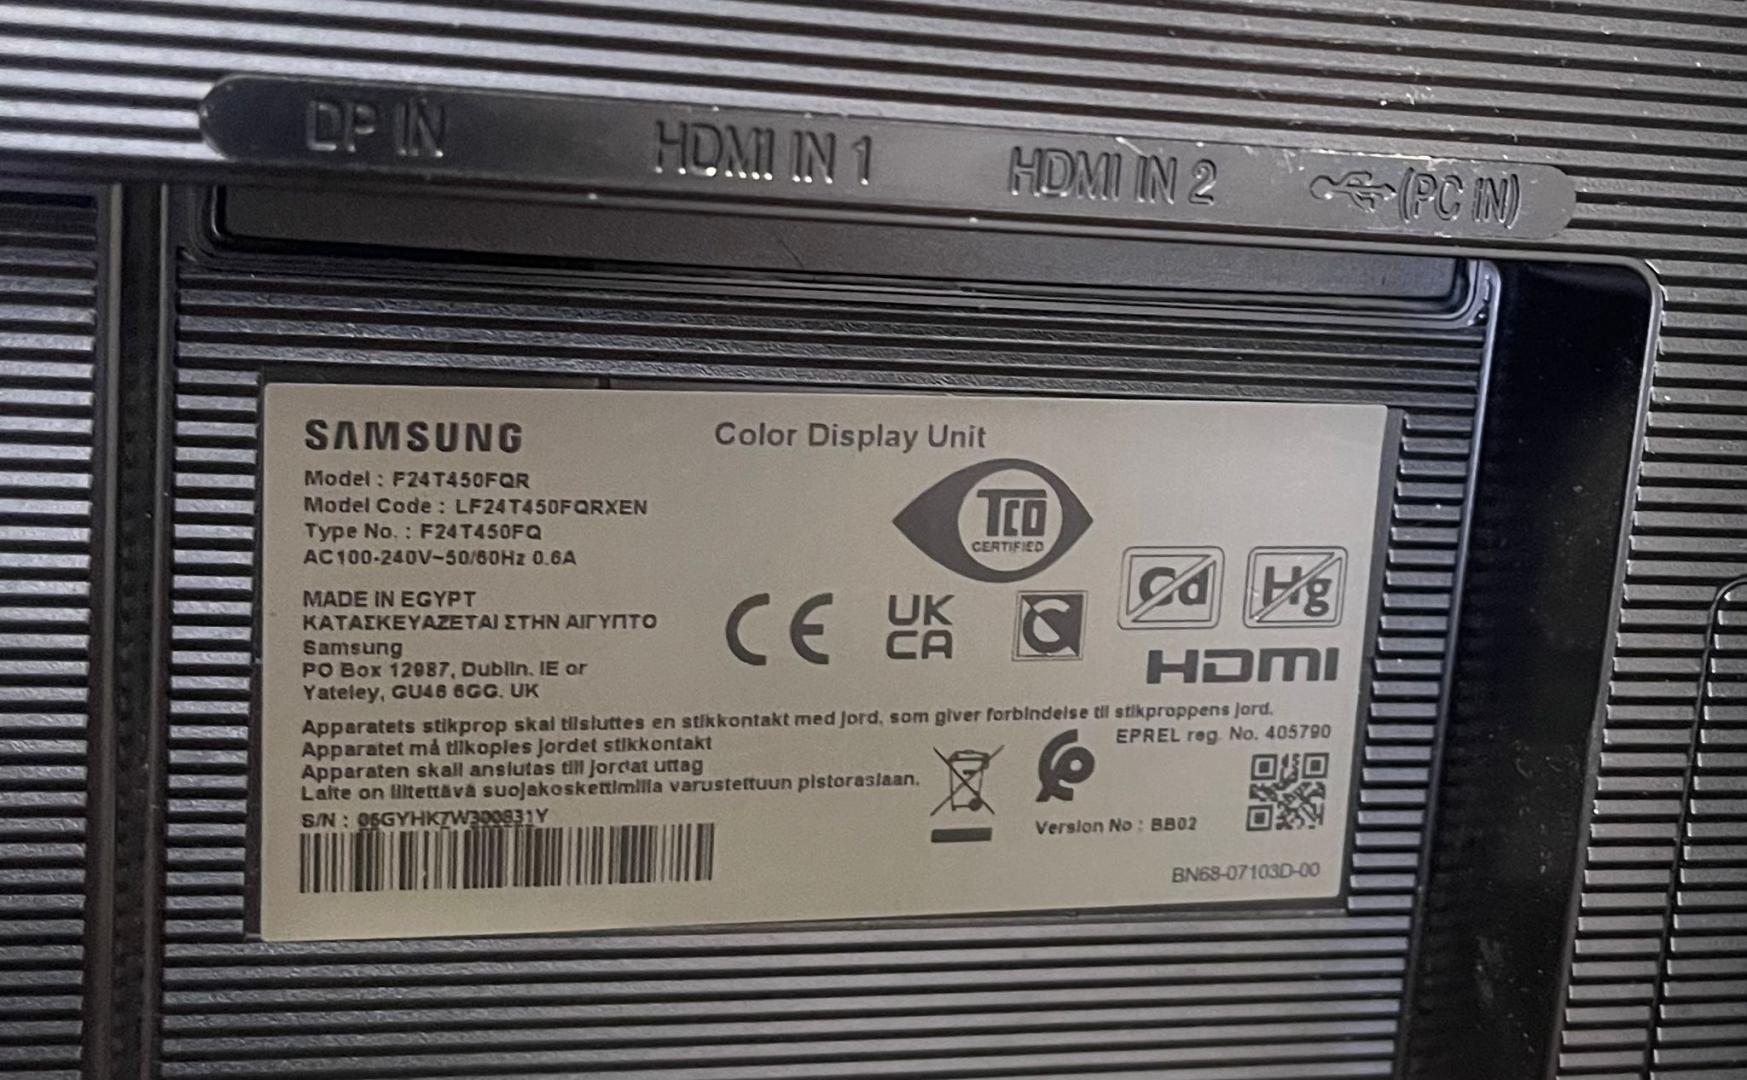 DP IN
HDMI IN 1
HDMI IN 2
(PC IN)
SAMSUNG
Color Display Unit
Model : F24T450FQR
Model Code : LF24T450FQRXEN
Type No. : F24T450FQ
AC100-240V~50/60Hz 0.6A
TCO
CERTIFIED
MADE IN EGYPT
ΚΑΤΑΣΚΕΥΑΖΕΤΑΙ ΣΤΗΝ ΑΙΓΥΠΤΟ
Samsung
PO Box 12987, Dublin. IE or
Yateley, GU46 6GG. UK
CE
UK
CA
Cd
Hg
HDMI
Apparatets stikprop skal tilsluttes en stikkontakt med jord, som giver forbindelse til stikproppens jord.
Apparatet må tilkoples jordet stikkontakt
Apparaten skall anslutas till jordat uttag
Laite on liitettävä suojakoskettimilla varustettuun pistorasiaan.
EPREL reg. No. 405790
S/N : 06GYHKZW300831Y
Version No : BB02
BN68-07103D-00